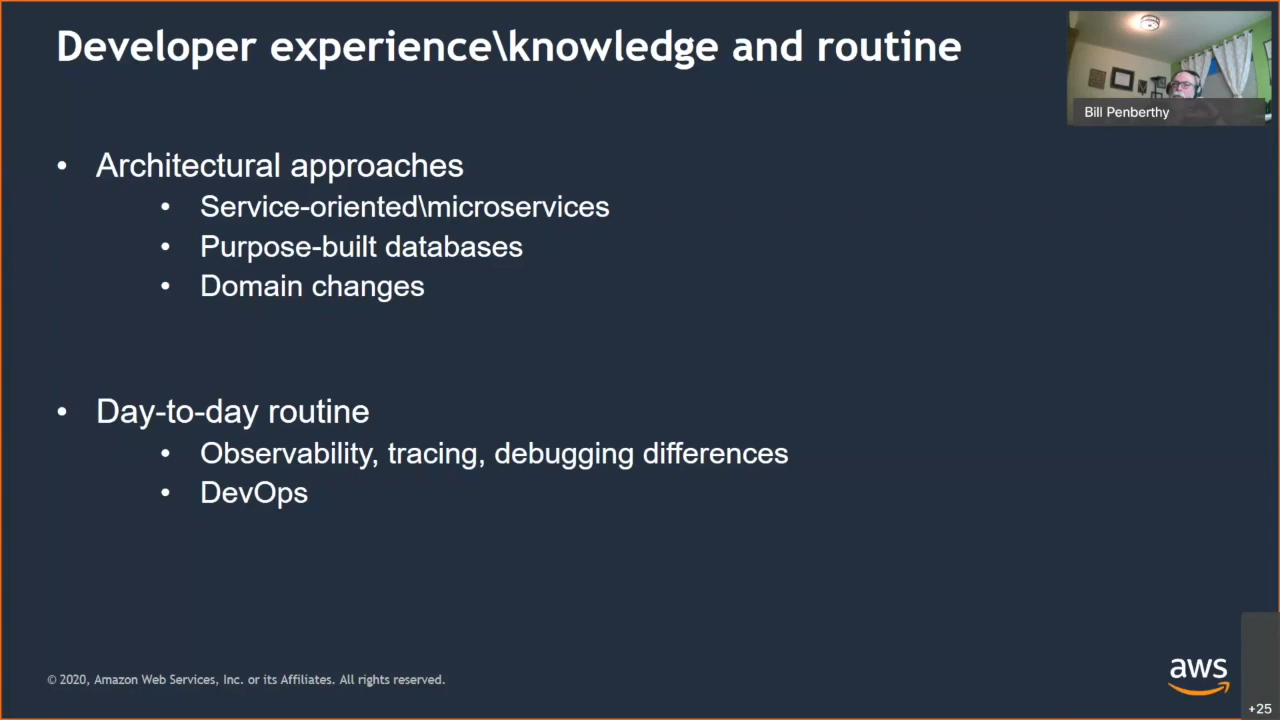 Developer experience\knowledge and routine
Bill Penberthy
• Architectural approaches
• Service-oriented\microservices
• Purpose-built databases
• Domain changes
• Day-to-day routine
• Observability, tracing, debugging differences
• DevOps
© 2020, Amazon Web Services, Inc. or its Affiliates. All rights reserved.
aws
+25